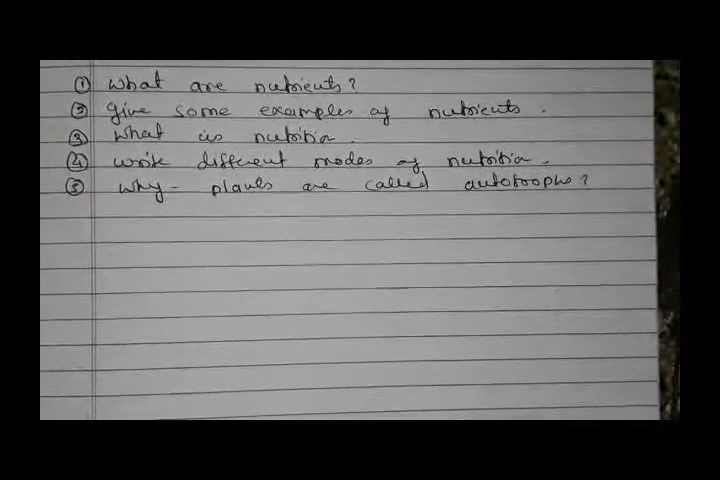 ① What are nutrients?
② Give some examples of nutrients.
③ What is nutrition.
④ Write different modes of nutrition.
⑤ Why plants are called autotrophs?